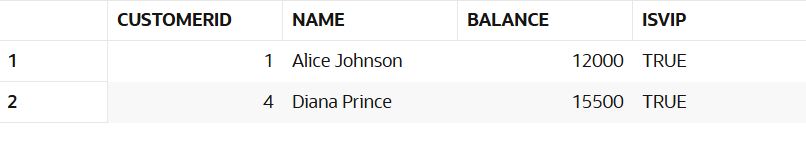 CUSTOMERID NAME BALANCE ISVIP
1 1 Alice Johnson 12000 TRUE
2 4 Diana Prince 15500 TRUE